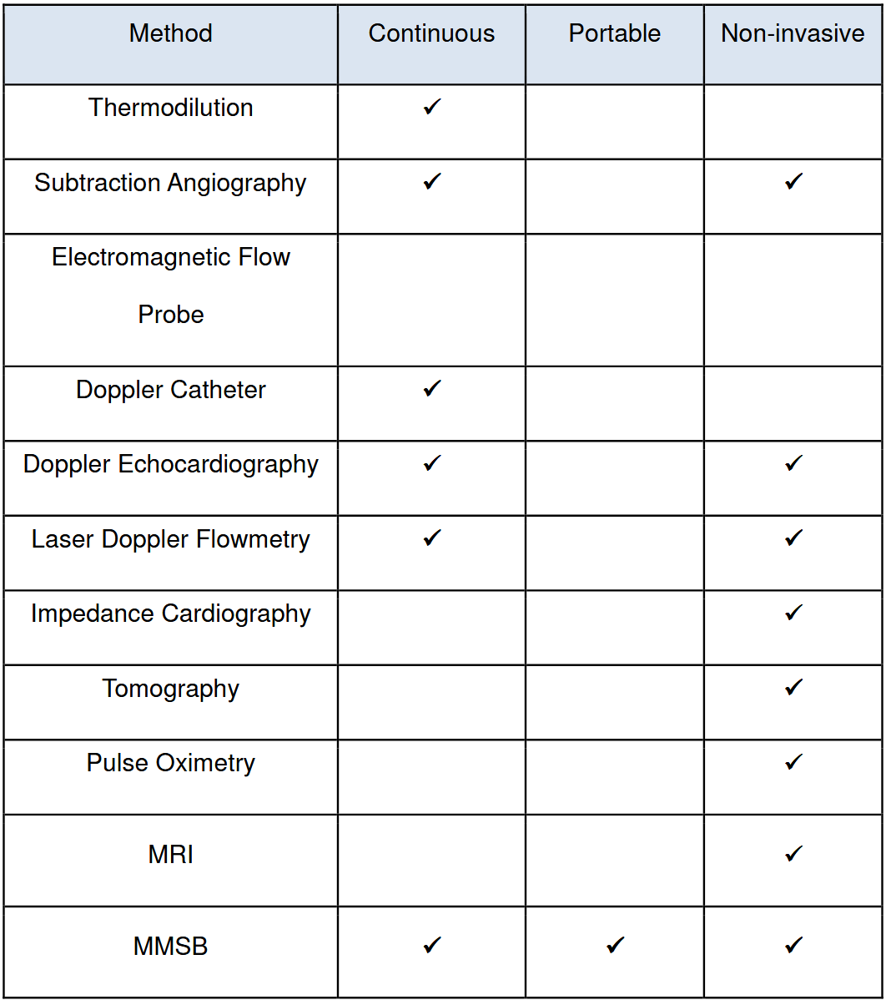 Method Continuous Portable Non-invasive
Thermodilution ✓
Subtraction Angiography ✓ ✓
Electromagnetic Flow
Probe
Doppler Catheter ✓
Doppler Echocardiography ✓ ✓
Laser Doppler Flowmetry ✓ ✓
Impedance Cardiography ✓
Tomography ✓
Pulse Oximetry ✓
MRI ✓
MMSB ✓ ✓ ✓